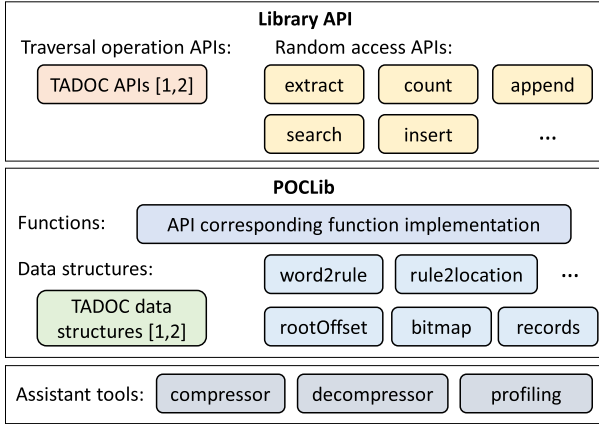 Library API
Traversal operation APIs:
Random access APIs:
TADOC APIs [1,2]
extract
count
append
search
insert
...
POCLib
Functions:
API corresponding function implementation
Data structures:
word2rule
rule2location
...
TADOC data
structures [1,2]
rootOffset
bitmap
records
Assistant tools:
compressor
decompressor
profiling